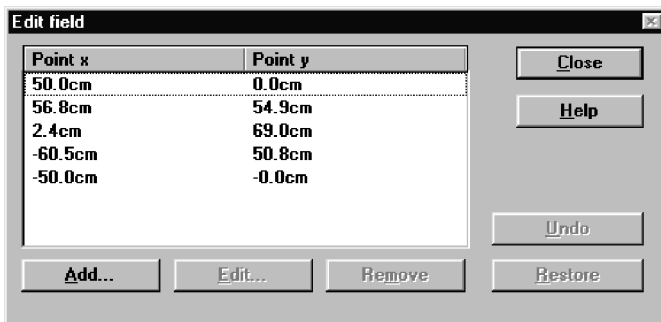 Edit field
Point x Point y
50.0cm 0.0cm
56.8cm 54.9cm
2.4cm 69.0cm
-60.5cm 50.8cm
-50.0cm -0.0cm
Close
Help
Undo
Add... Edit... Remove Restore